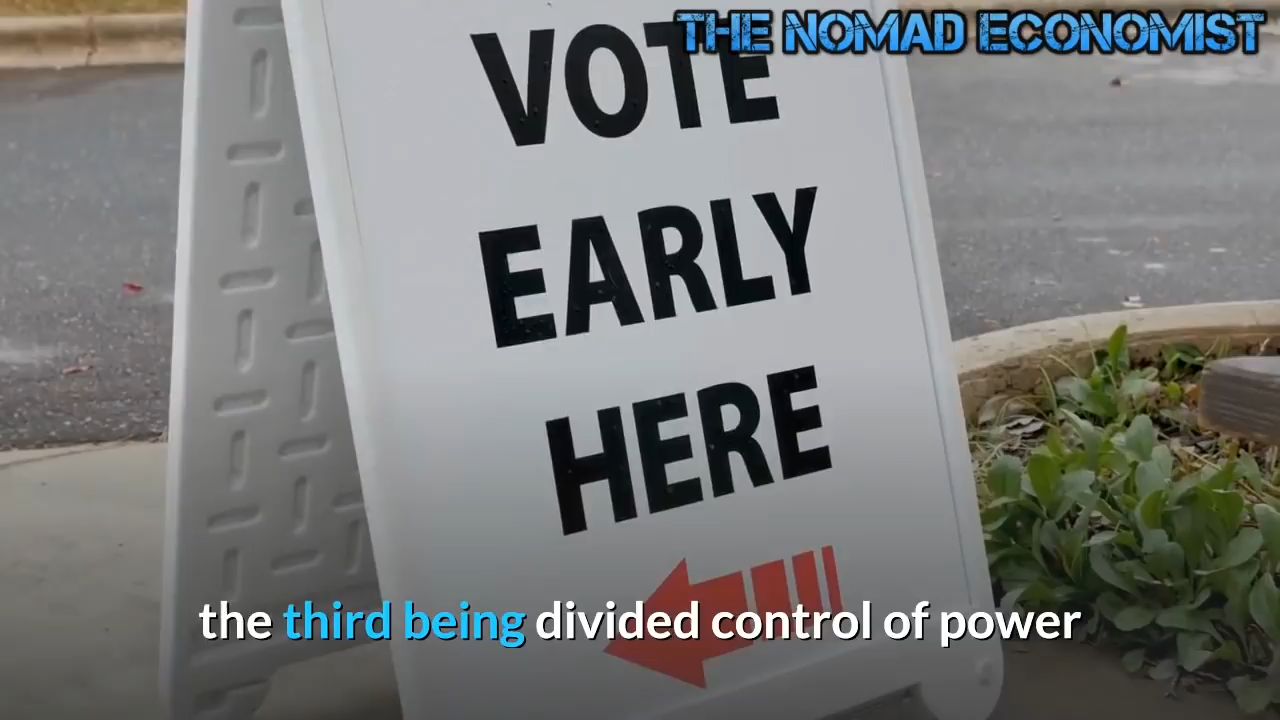 THE NOMAD ECONOMIST
VOTE
EARLY
HERE
the third being divided control of power